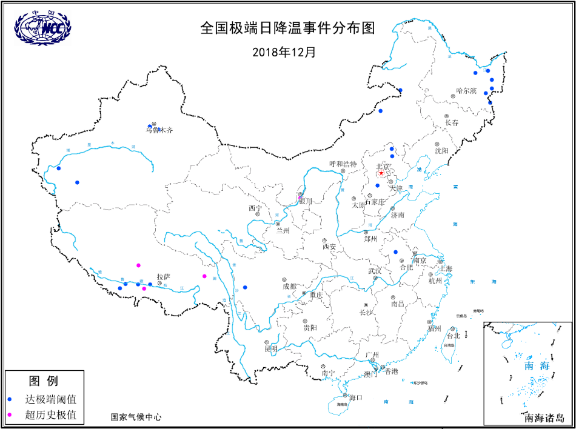 中国
NCC
全国极端日降温事件分布图
2018年12月
哈尔滨
长春
乌鲁木齐
沈阳
呼和浩特
北京
天津
银川
石家庄
太原
济南
西宁
兰州
郑州
西安
南京
合肥
上海
拉萨
成都
武汉
杭州
重庆
南昌
长沙
贵阳
福州
台北
昆明
广州
南宁
澳门
香港
海口
南海
图 例
达极端阈值
超历史极值
国家气候中心
南海诸岛